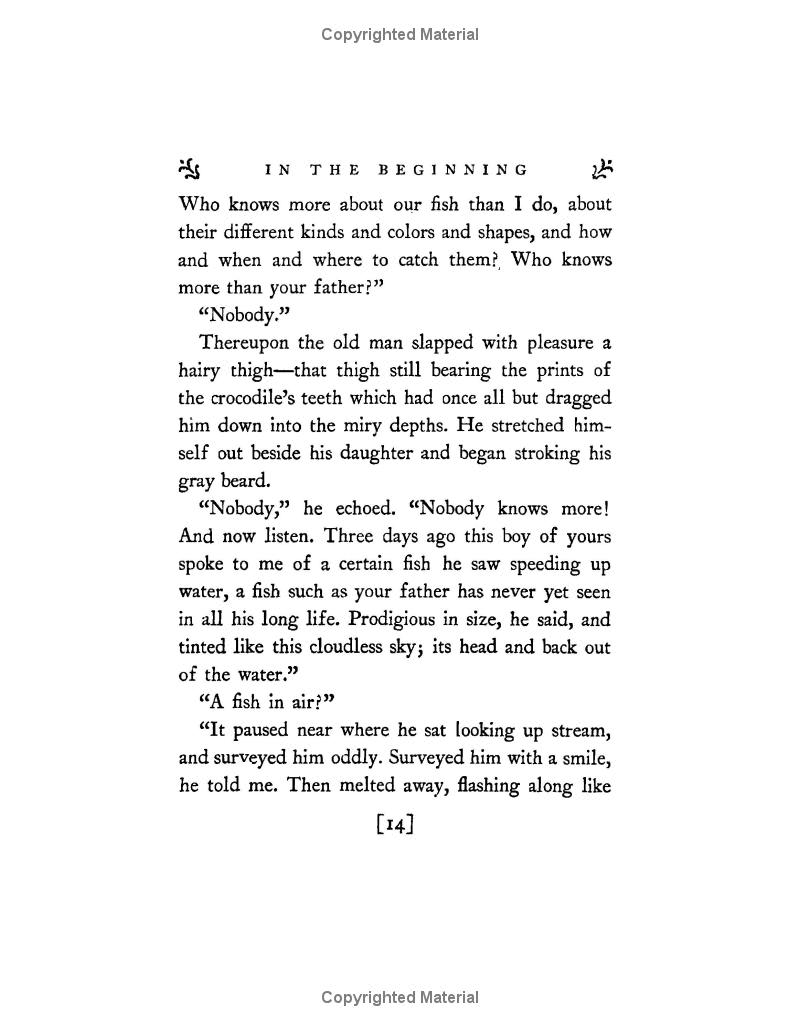 Copyrighted Material
IN THE BEGINNING
Who knows more about our fish than I do, about
their different kinds and colors and shapes, and how
and when and where to catch them? Who knows
more than your father?”
“Nobody.”
Thereupon the old man slapped with pleasure a
hairy thigh—that thigh still bearing the prints of
the crocodile’s teeth which had once all but dragged
him down into the miry depths. He stretched him-
self out beside his daughter and began stroking his
gray beard.
“Nobody,” he echoed. “Nobody knows more!
And now listen. Three days ago this boy of yours
spoke to me of a certain fish he saw speeding up
water, a fish such as your father has never yet seen
in all his long life. Prodigious in size, he said, and
tinted like this cloudless sky; its head and back out
of the water.”
“A fish in air?”
“It paused near where he sat looking up stream,
and surveyed him oddly. Surveyed him with a smile,
he told me. Then melted away, flashing along like
[14]
Copyrighted Material